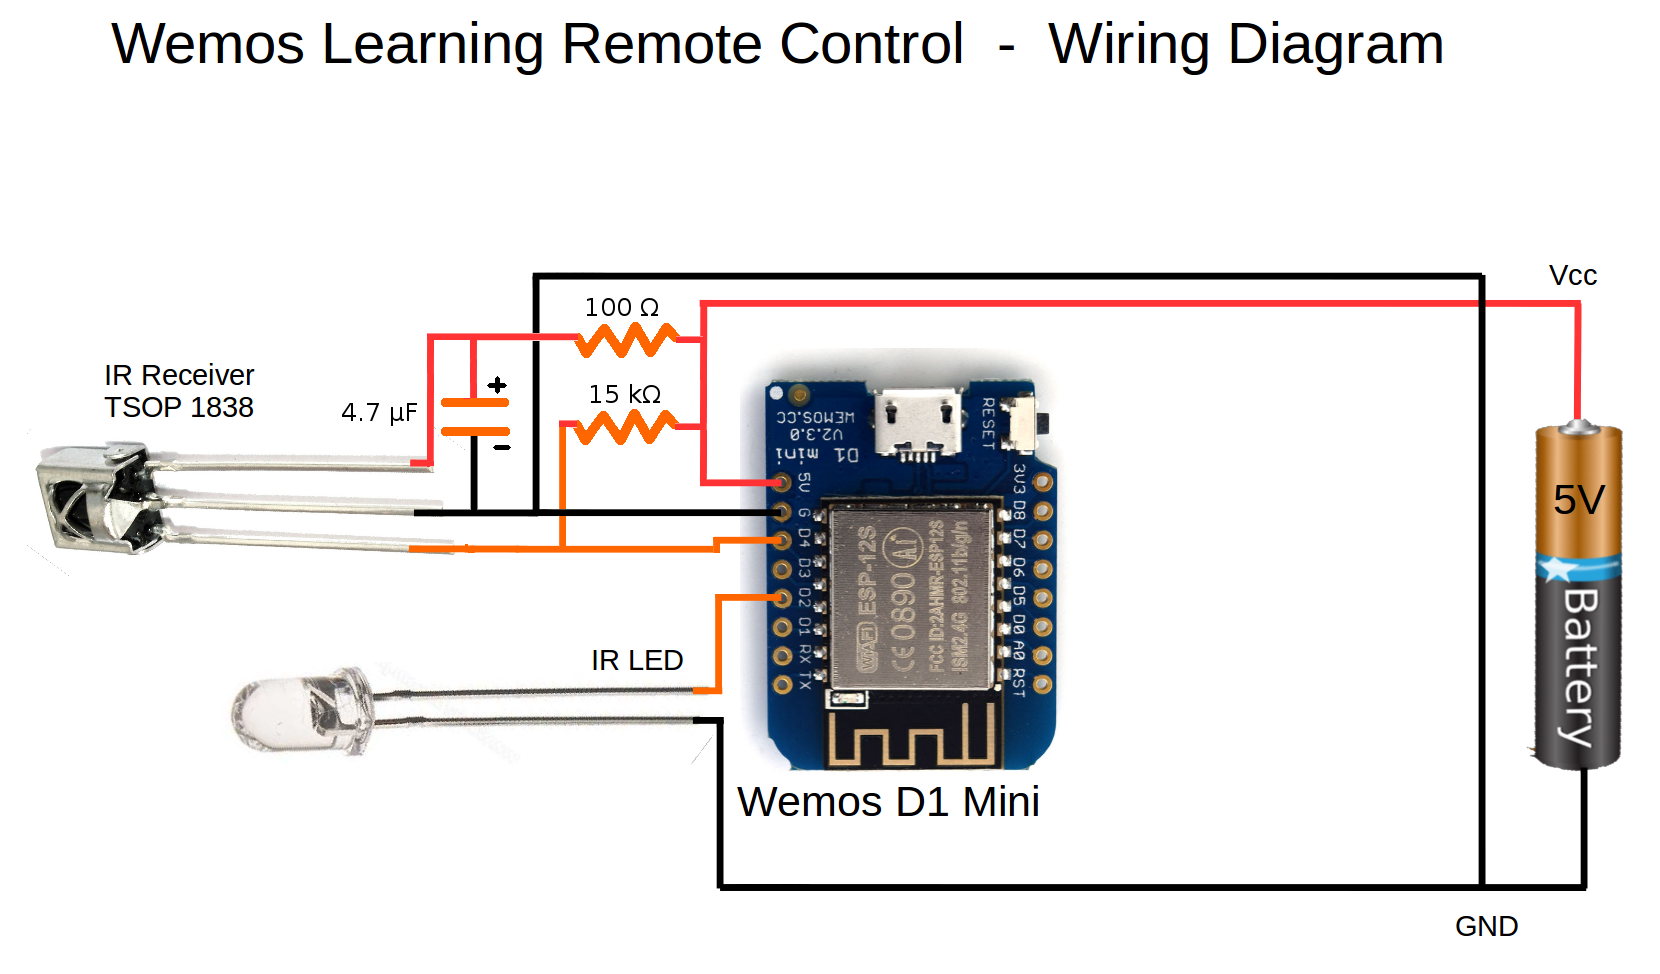 Wemos Learning Remote Control - Wiring Diagram
Vcc
100 Ω
15 kΩ
IR Receiver
TSOP 1838
4.7 µF
+
-
WEMOS.CC
V2.3.0
D1 mini
RESET
5V
G
D4
D3
D2
D1
RX
TX
3V3
D8
D7
D6
D5
D0
A0
RST
WiFi ESP-12S
CE0890 Ai
FCC ID:2AHMR-ESP12S
ISM2.4G 802.11b/g/n
5V
Battery
IR LED
Wemos D1 Mini
GND